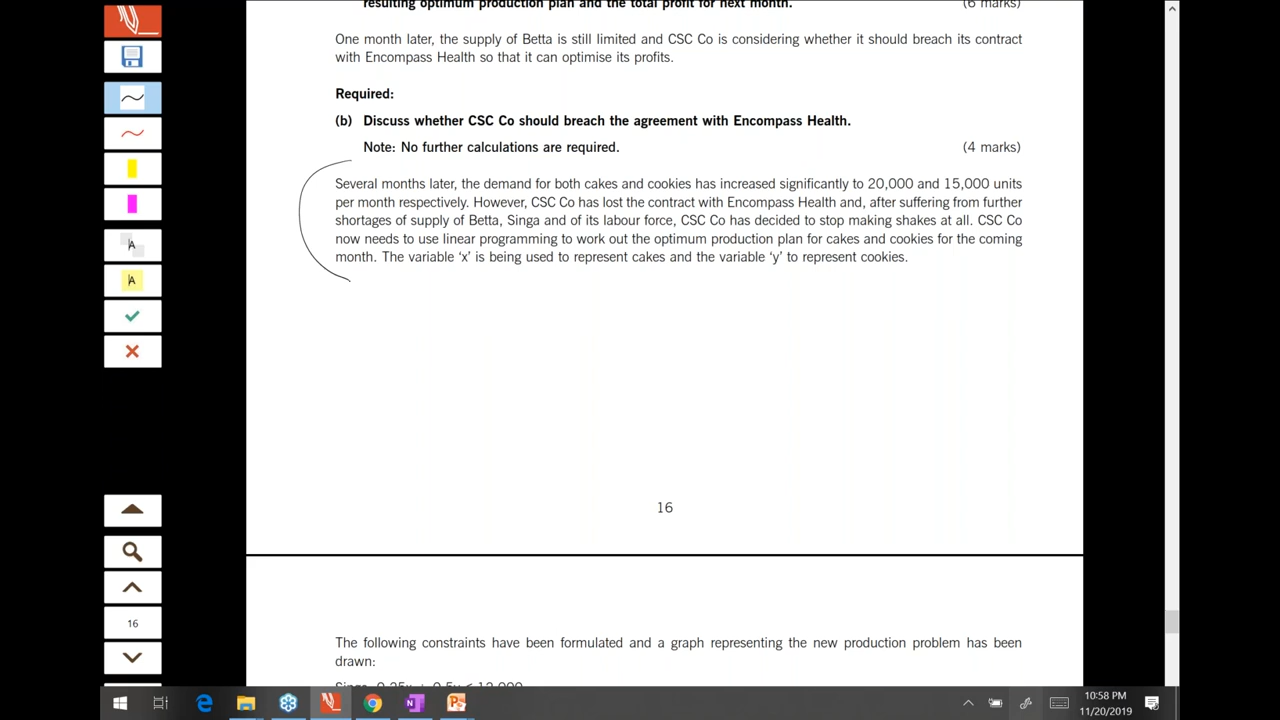 resulting optimum production plan and the total profit for next month. (6 marks)
One month later, the supply of Betta is still limited and CSC Co is considering whether it should breach its contract
with Encompass Health so that it can optimise its profits.
Required:
(b) Discuss whether CSC Co should breach the agreement with Encompass Health.
Note: No further calculations are required. (4 marks)
Several months later, the demand for both cakes and cookies has increased significantly to 20,000 and 15,000 units
per month respectively. However, CSC Co has lost the contract with Encompass Health and, after suffering from further
shortages of supply of Betta, Singa and of its labour force, CSC Co has decided to stop making shakes at all. CSC Co
now needs to use linear programming to work out the optimum production plan for cakes and cookies for the coming
month. The variable ‘x’ is being used to represent cakes and the variable ‘y’ to represent cookies.
16
The following constraints have been formulated and a graph representing the new production problem has been
drawn:
A
A
16
10:58 PM
11/20/2019